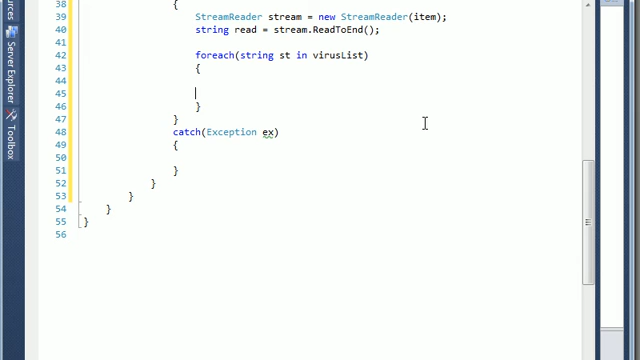 38 {
39 StreamReader stream = new StreamReader(item);
40 string read = stream.ReadToEnd();
41
42 foreach(string st in virusList)
43 {
44
45
46 }
47 }
48 catch(Exception ex)
49 {
50
51 }
52 }
53 }
54 }
55 }
56
Server Explorer
Toolbox